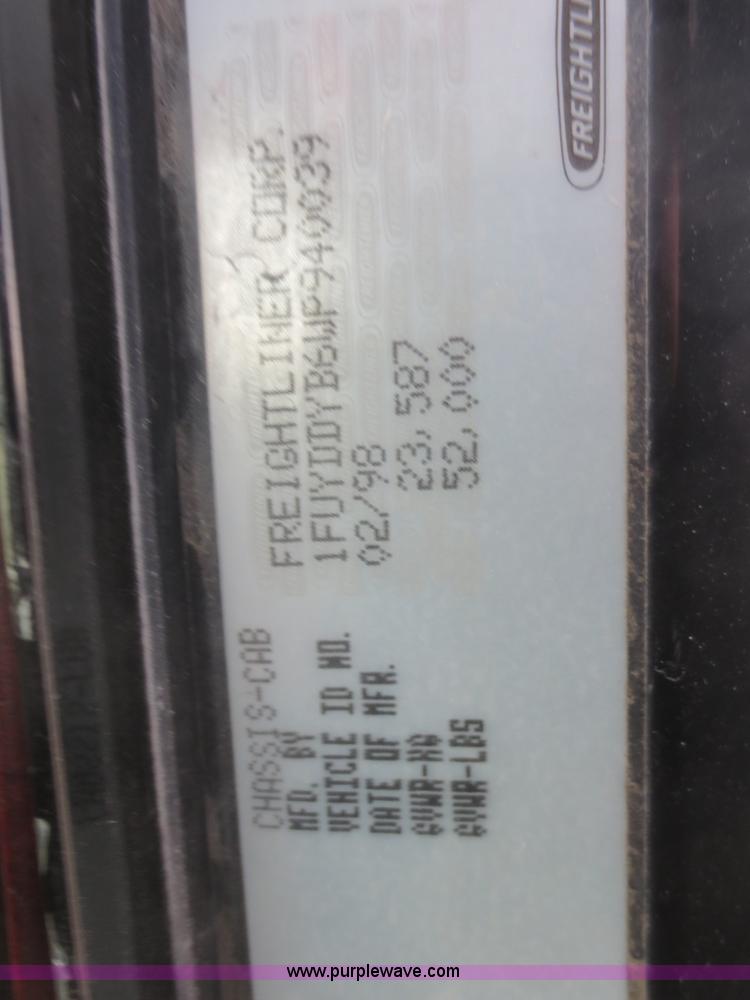 CHASSIS-CAB
MFD. BY FREIGHTLINER CORP.
VEHICLE ID NO. 1FUYDDYB6WP940039
DATE OF MFR. 02/98
GVWR-KG 23,587
GVWR-LBS 52,000
www.purplewave.com